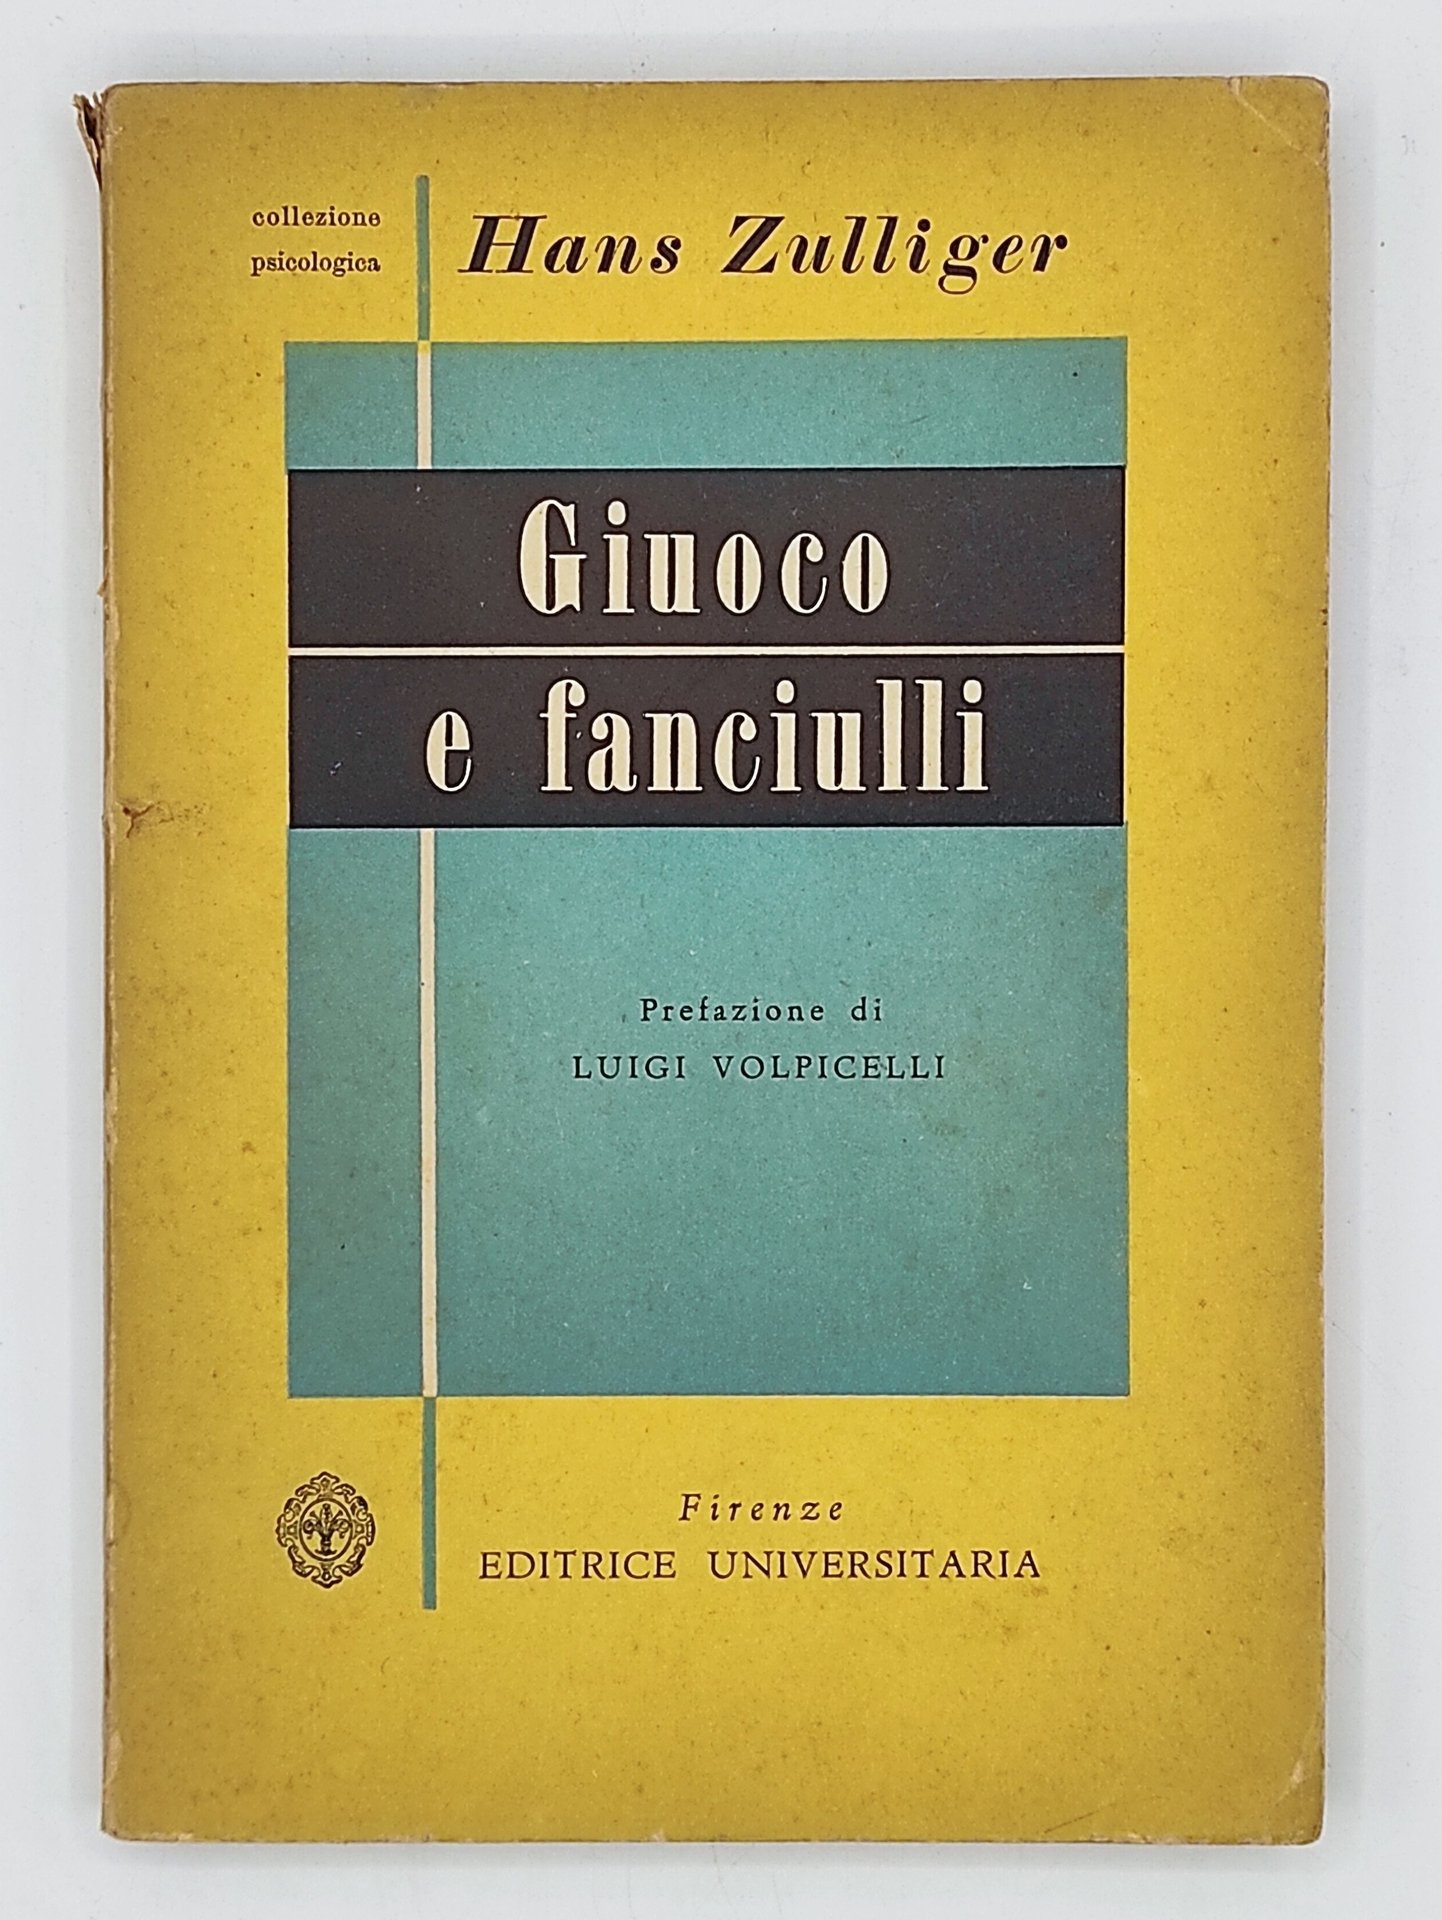 collezione
psicologica
Hans Zulliger
Giuoco
e fanciulli
Prefazione di
LUIGI VOLPICELLI
Firenze
EDITRICE UNIVERSITARIA